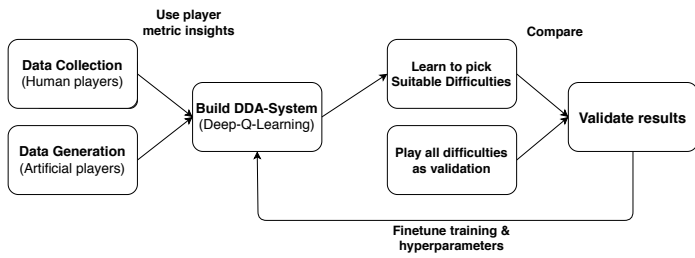 Use player
metric insights
Data Collection
(Human players)
Data Generation
(Artificial players)
Build DDA-System
(Deep-Q-Learning)
Learn to pick
Suitable Difficulties
Play all difficulties
as validation
Compare
Validate results
Finetune training &
hyperparameters